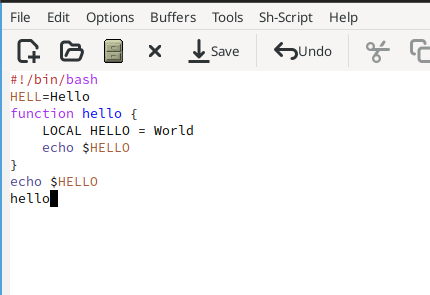 File Edit Options Buffers Tools Sh-Script Help
Save Undo
#!/bin/bash
HELL=Hello
function hello {
    LOCAL HELLO = World
    echo $HELLO
}
echo $HELLO
hello